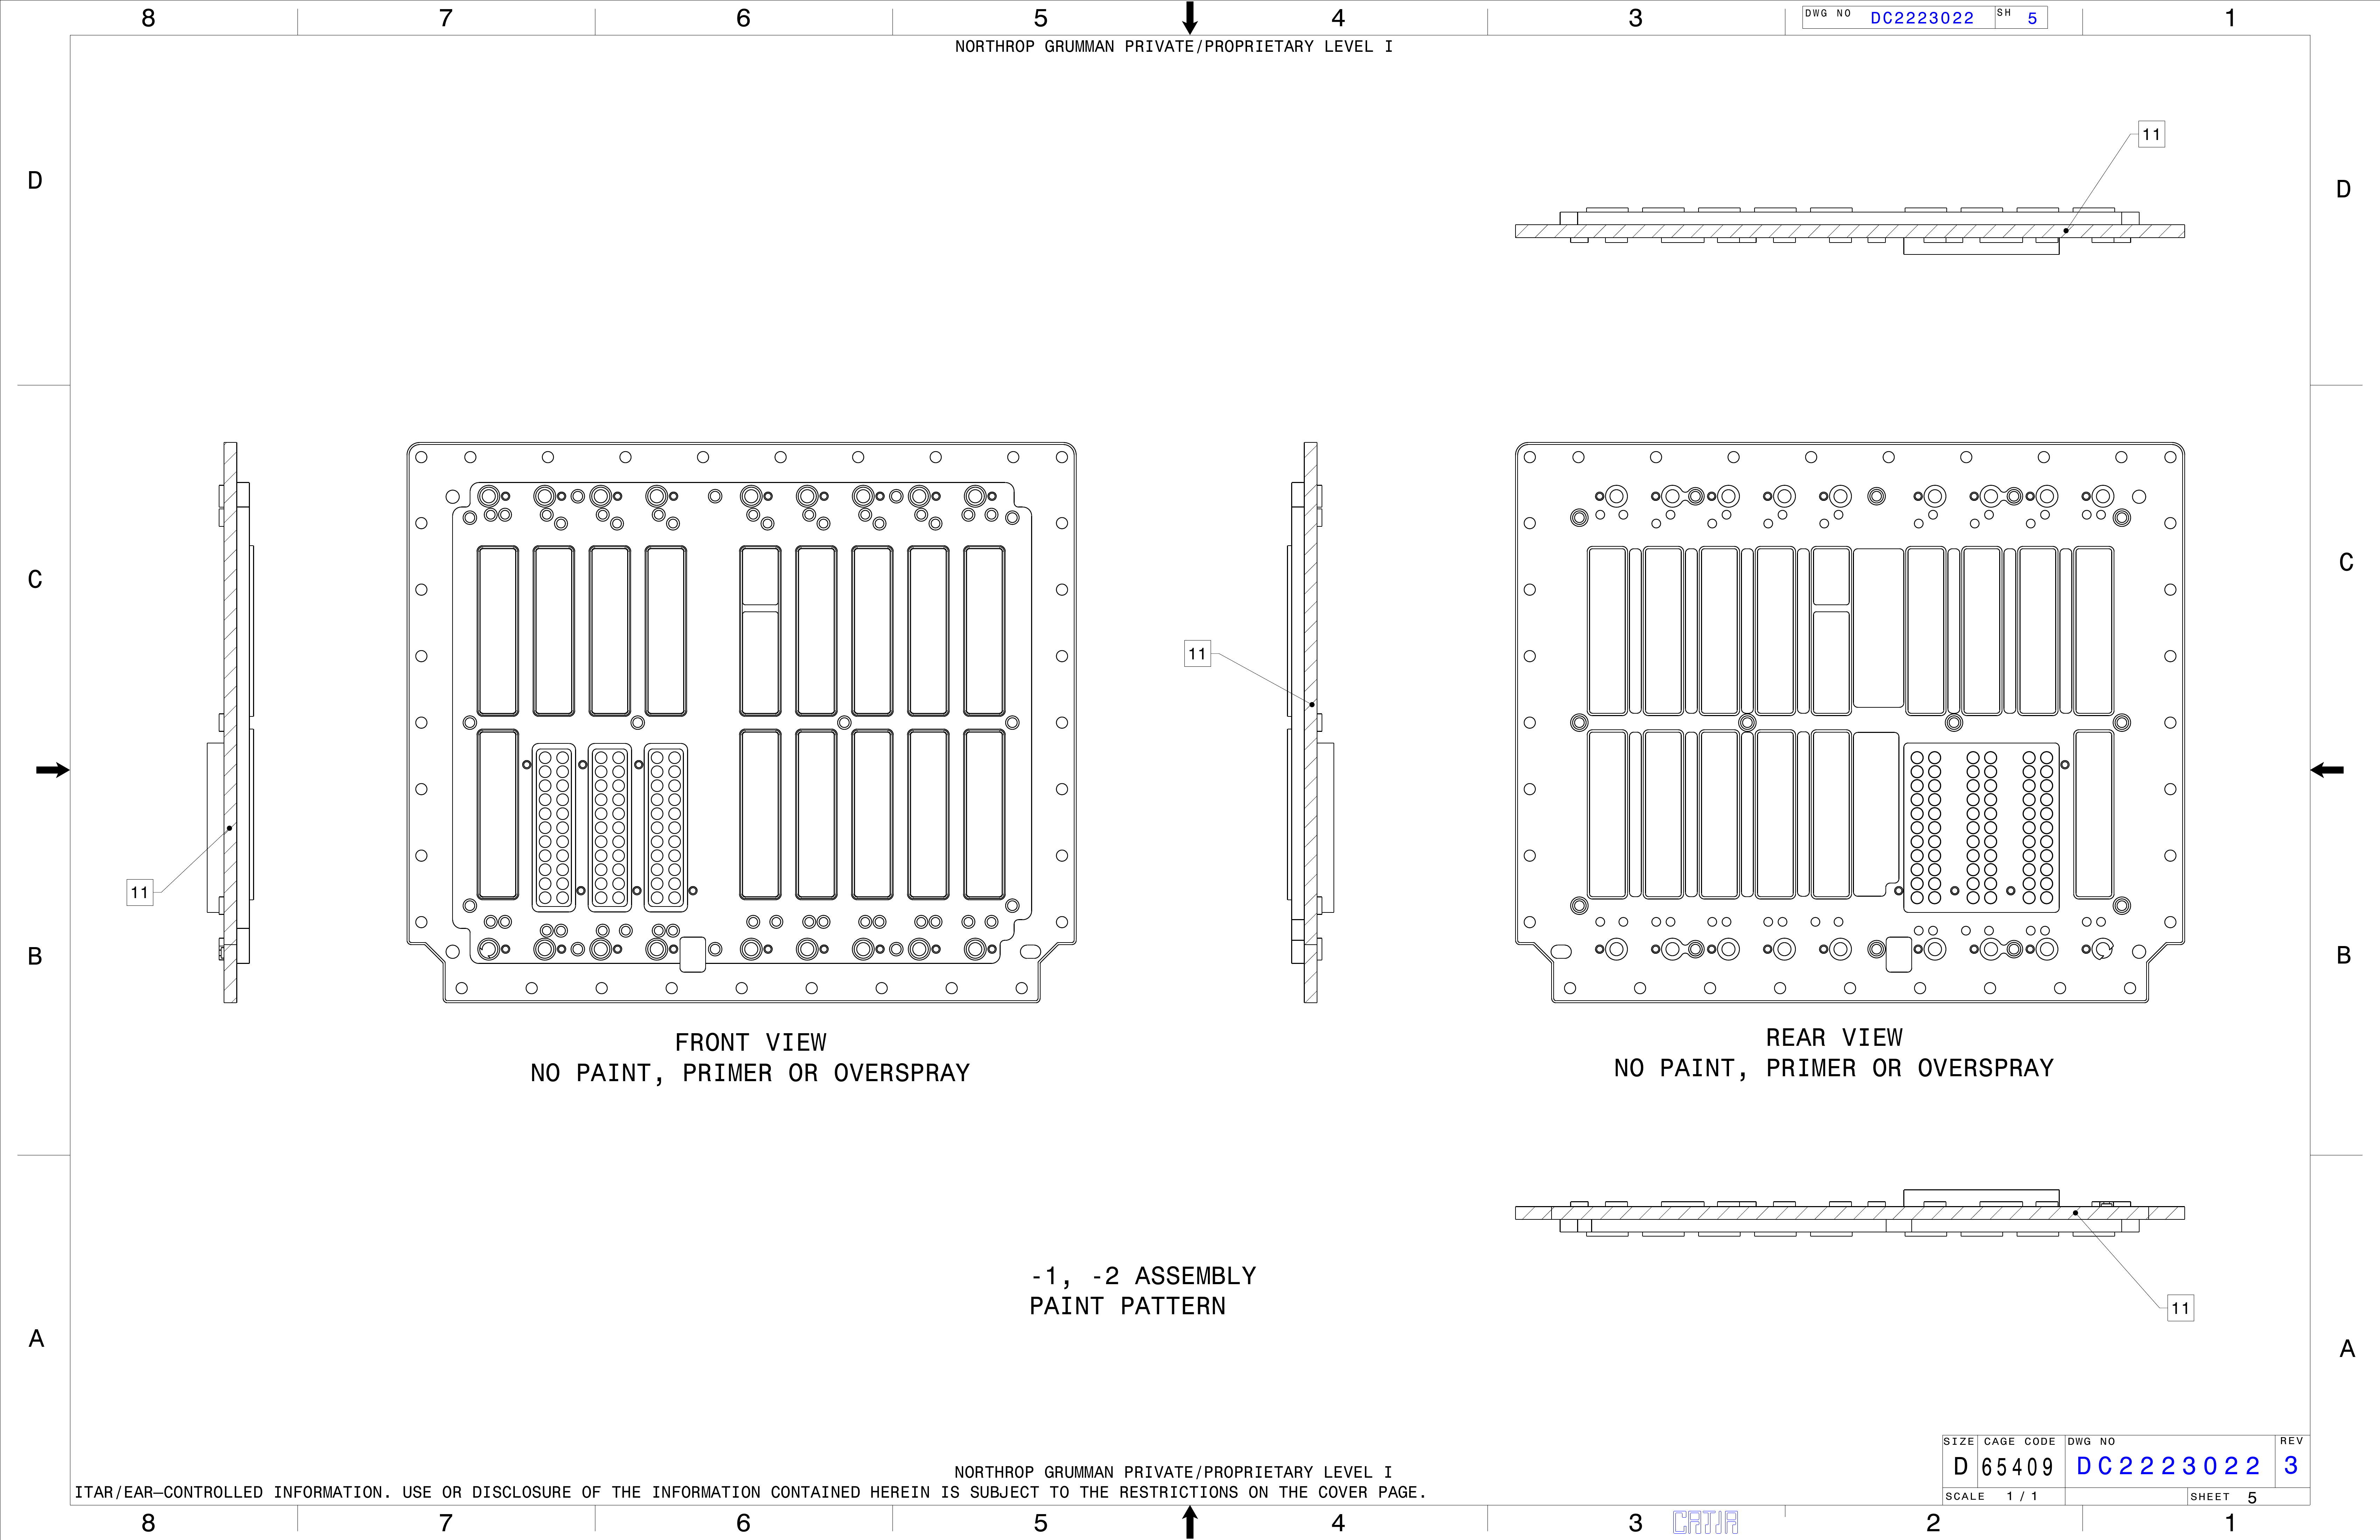 8 7 6 5 4 3 1
DWG NO DC2223022 SH 5
NORTHROP GRUMMAN PRIVATE/PROPRIETARY LEVEL I
11
D D
C C
11
11
B B
FRONT VIEW
NO PAINT, PRIMER OR OVERSPRAY
REAR VIEW
NO PAINT, PRIMER OR OVERSPRAY
-1, -2 ASSEMBLY
PAINT PATTERN
11
A A
SIZE CAGE CODE DWG NO REV
D 65409 DC2223022 3
SCALE 1 / 1 SHEET 5
NORTHROP GRUMMAN PRIVATE/PROPRIETARY LEVEL I
ITAR/EAR–CONTROLLED INFORMATION. USE OR DISCLOSURE OF THE INFORMATION CONTAINED HEREIN IS SUBJECT TO THE RESTRICTIONS ON THE COVER PAGE.
8 7 6 5 4 3 CATIA 2 1